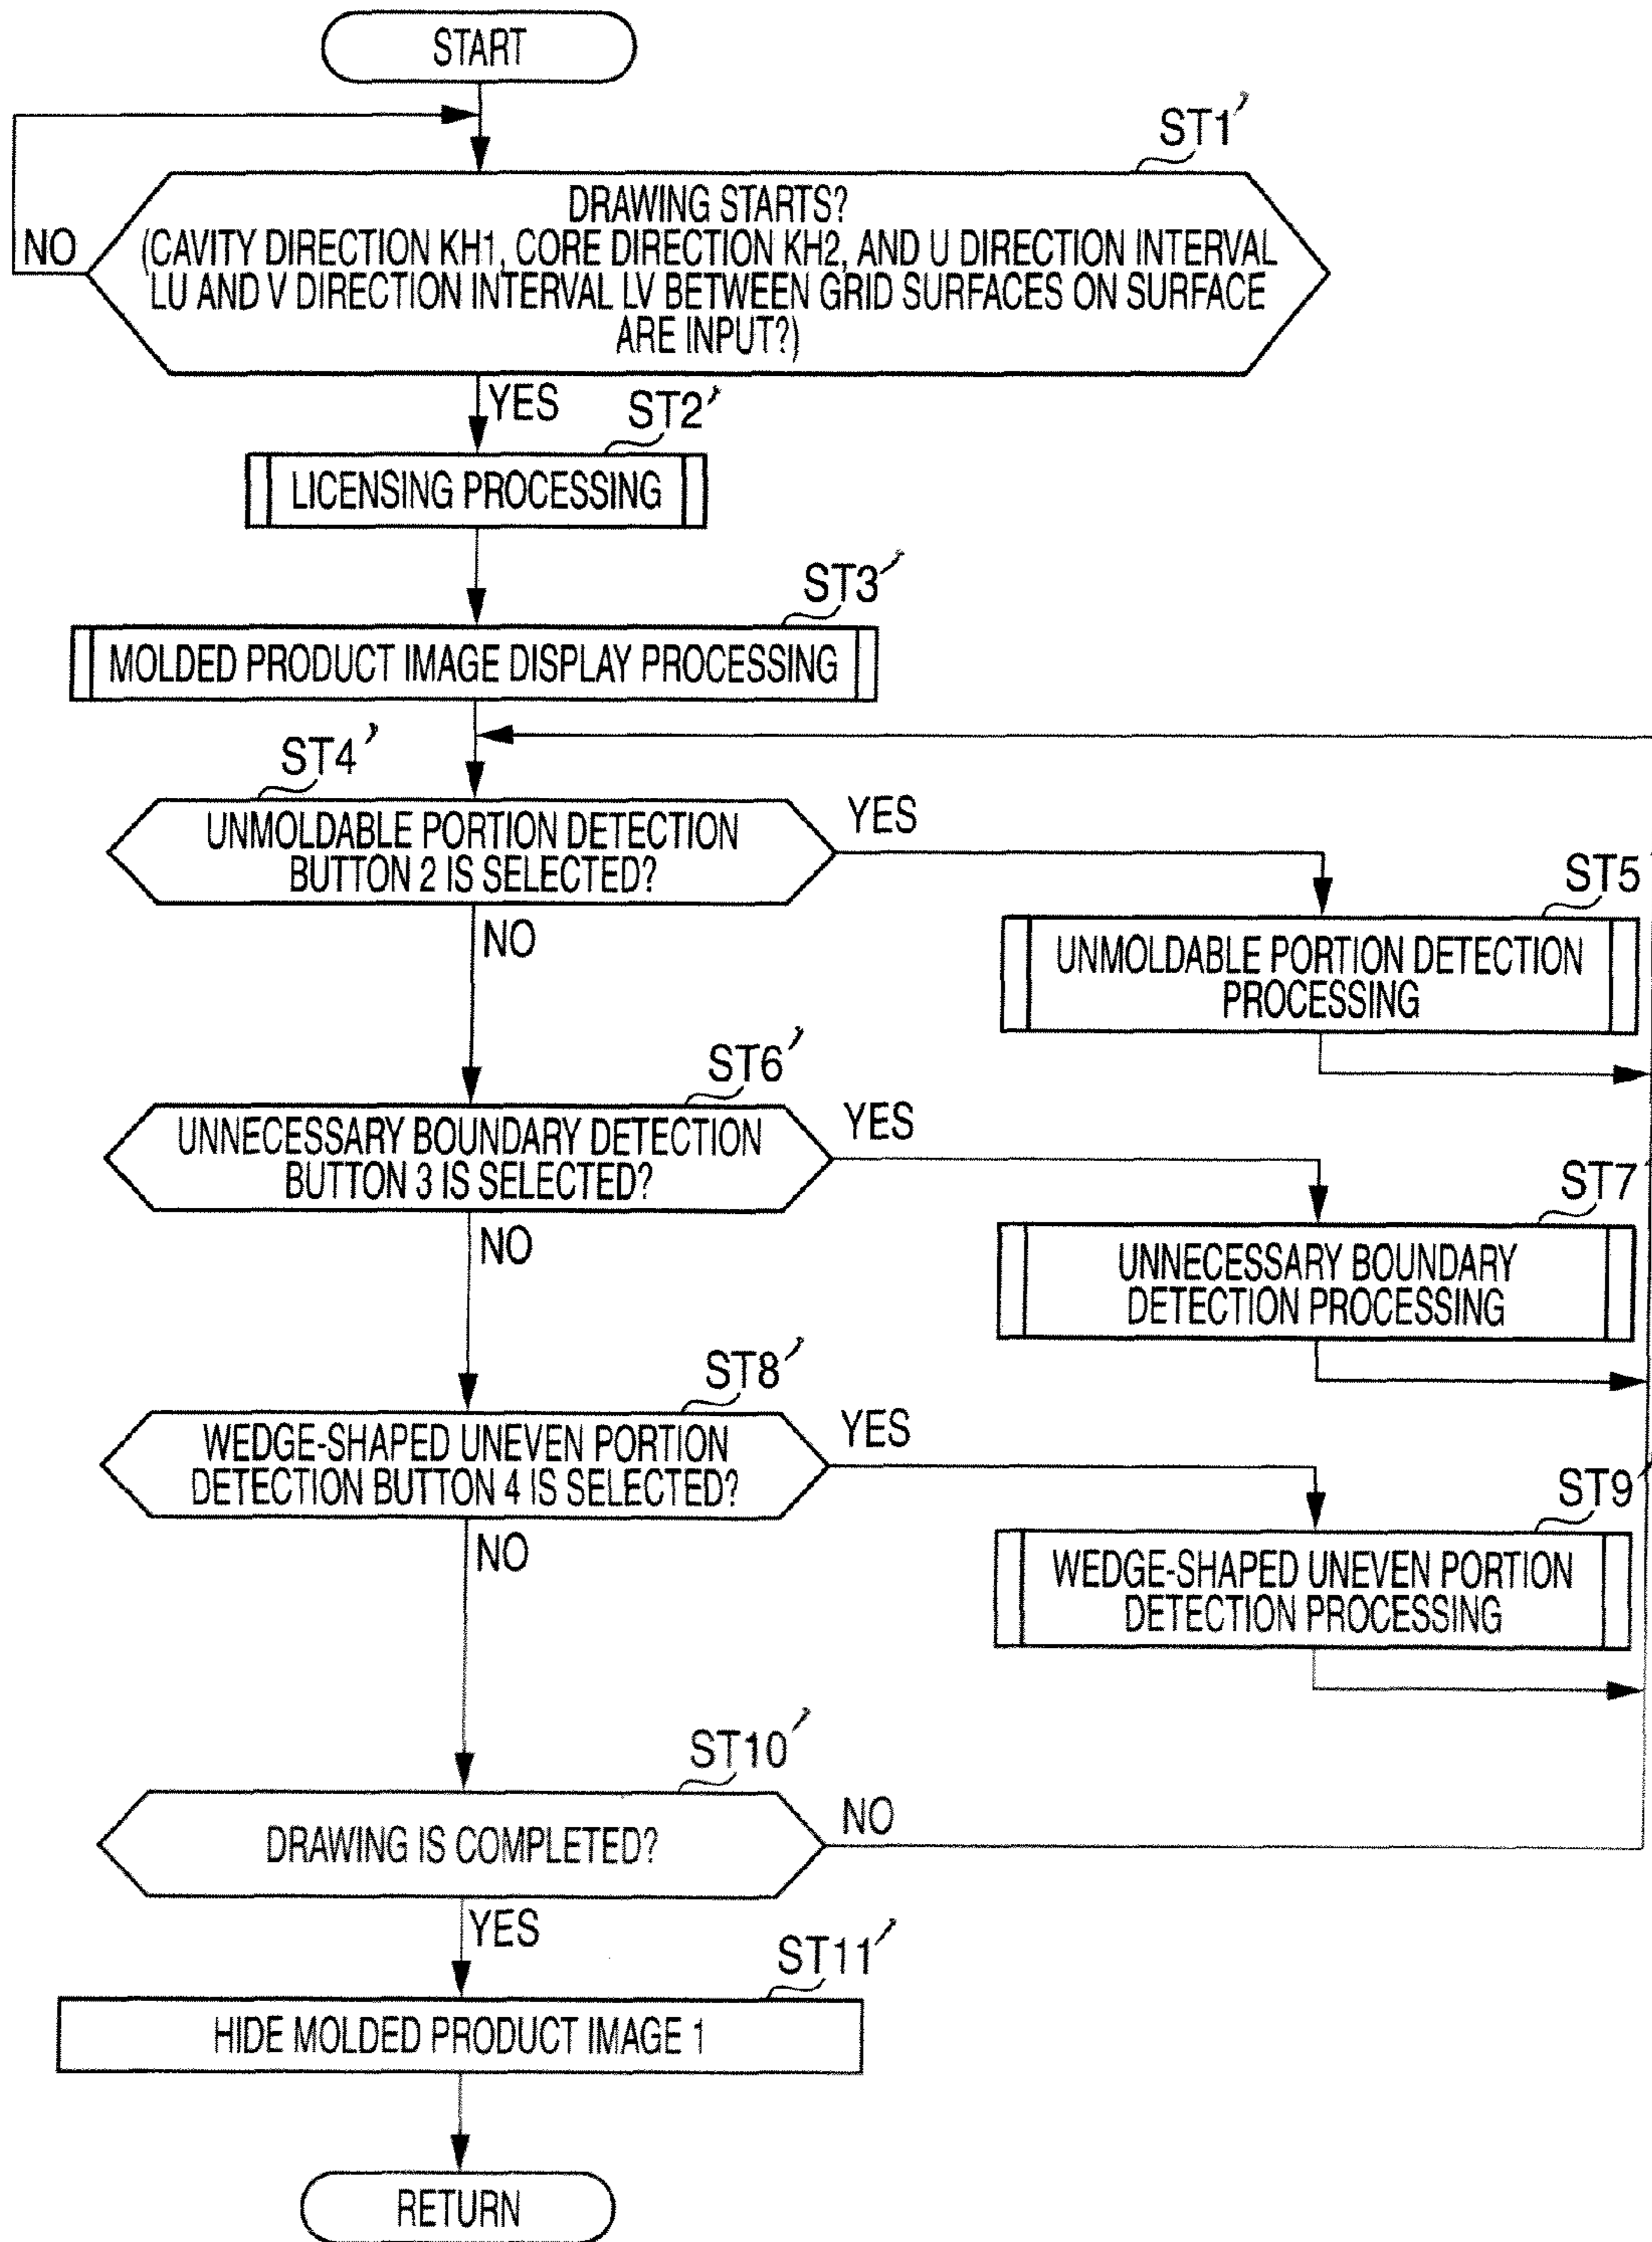 START
ST1'
DRAWING STARTS?
(CAVITY DIRECTION KH1, CORE DIRECTION KH2, AND U DIRECTION INTERVAL
LU AND V DIRECTION INTERVAL LV BETWEEN GRID SURFACES ON SURFACE
ARE INPUT?)
NO
YES
ST2'
LICENSING PROCESSING
ST3'
MOLDED PRODUCT IMAGE DISPLAY PROCESSING
ST4'
UNMOLDABLE PORTION DETECTION
BUTTON 2 IS SELECTED?
YES
NO
ST5
UNMOLDABLE PORTION DETECTION
PROCESSING
ST6'
UNNECESSARY BOUNDARY DETECTION
BUTTON 3 IS SELECTED?
YES
NO
ST7
UNNECESSARY BOUNDARY
DETECTION PROCESSING
ST8'
WEDGE-SHAPED UNEVEN PORTION
DETECTION BUTTON 4 IS SELECTED?
YES
NO
ST9'
WEDGE-SHAPED UNEVEN PORTION
DETECTION PROCESSING
ST10'
DRAWING IS COMPLETED?
NO
YES
ST11'
HIDE MOLDED PRODUCT IMAGE 1
RETURN